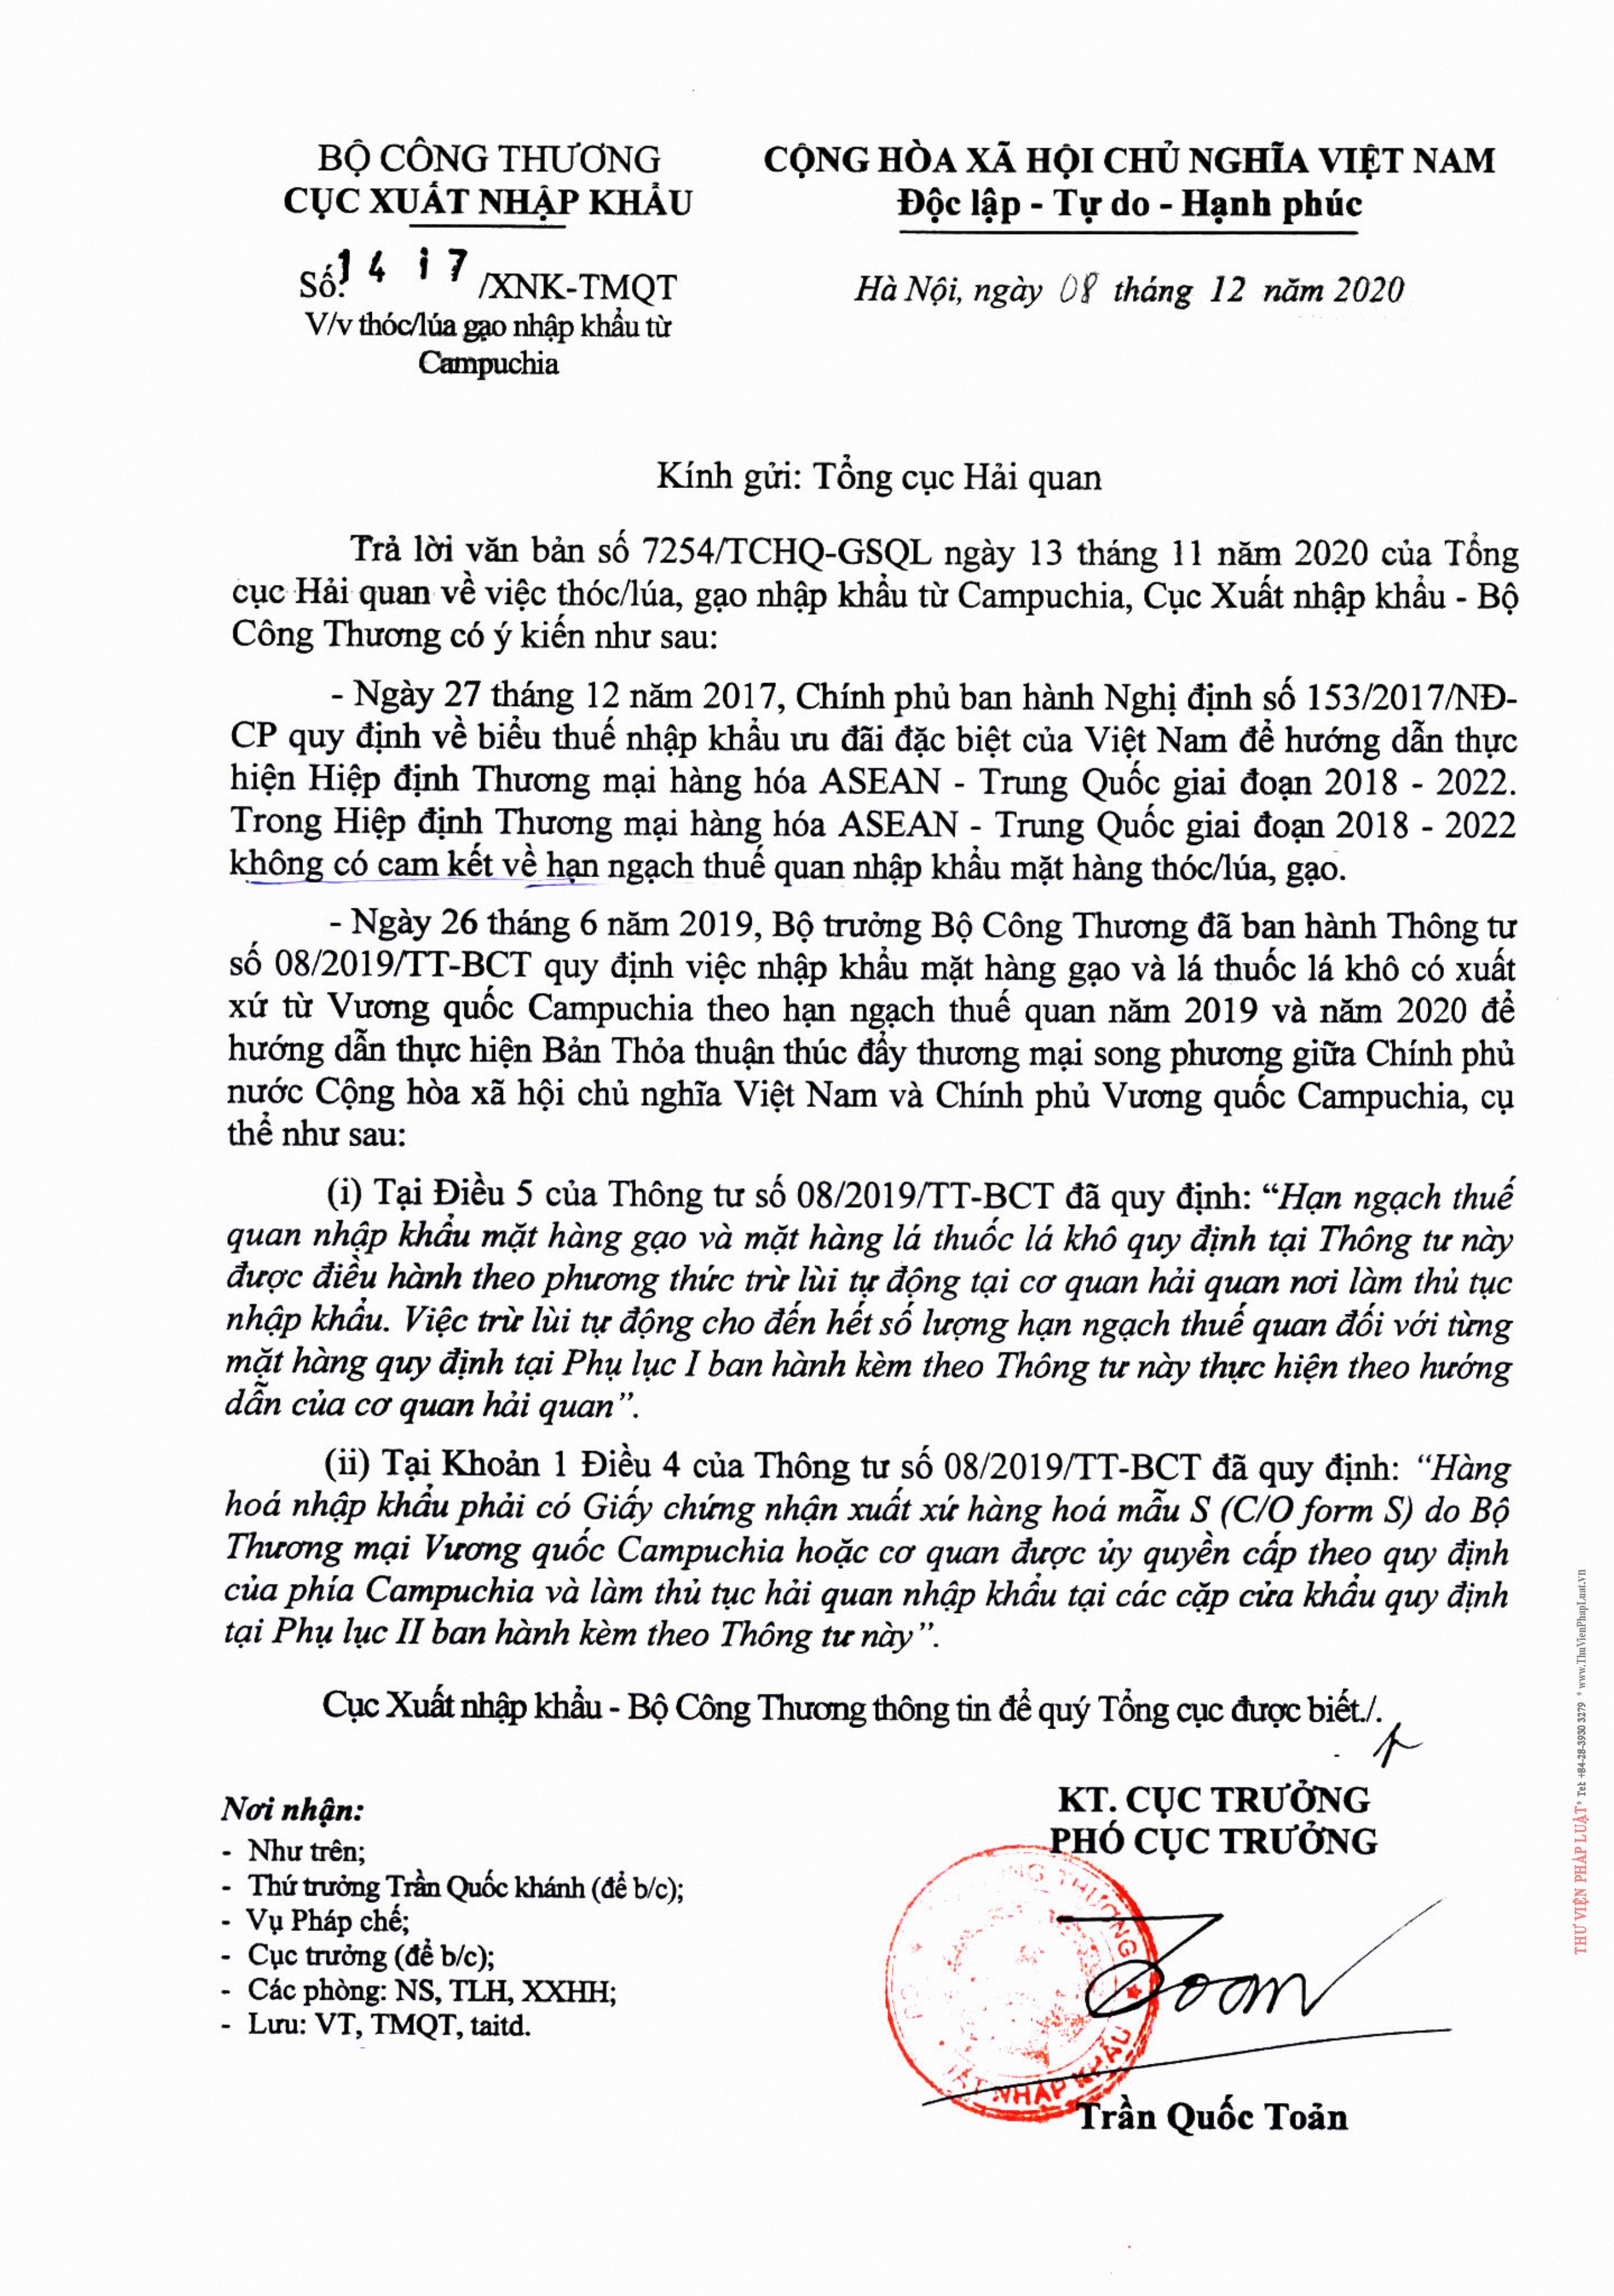 BỘ CÔNG THƯƠNG
CỤC XUẤT NHẬP KHẨU
CỘNG HÒA XÃ HỘI CHỦ NGHĨA VIỆT NAM
Độc lập - Tự do - Hạnh phúc
Số: 1417 /XNK-TMQT
V/v thóc/lúa gạo nhập khẩu từ
Campuchia
Hà Nội, ngày 08 tháng 12 năm 2020
Kính gửi: Tổng cục Hải quan
Trả lời văn bản số 7254/TCHQ-GSQL ngày 13 tháng 11 năm 2020 của Tổng
cục Hải quan về việc thóc/lúa, gạo nhập khẩu từ Campuchia, Cục Xuất nhập khẩu - Bộ
Công Thương có ý kiến như sau:
- Ngày 27 tháng 12 năm 2017, Chính phủ ban hành Nghị định số 153/2017/NĐ-
CP quy định về biểu thuế nhập khẩu ưu đãi đặc biệt của Việt Nam để hướng dẫn thực
hiện Hiệp định Thương mại hàng hóa ASEAN - Trung Quốc giai đoạn 2018 - 2022.
Trong Hiệp định Thương mại hàng hóa ASEAN - Trung Quốc giai đoạn 2018 - 2022
không có cam kết về hạn ngạch thuế quan nhập khẩu mặt hàng thóc/lúa, gạo.
- Ngày 26 tháng 6 năm 2019, Bộ trưởng Bộ Công Thương đã ban hành Thông tư
số 08/2019/TT-BCT quy định việc nhập khẩu mặt hàng gạo và lá thuốc lá khô có xuất
xứ từ Vương quốc Campuchia theo hạn ngạch thuế quan năm 2019 và năm 2020 để
hướng dẫn thực hiện Bản Thỏa thuận thúc đẩy thương mại song phương giữa Chính phủ
nước Cộng hòa xã hội chủ nghĩa Việt Nam và Chính phủ Vương quốc Campuchia, cụ
thể như sau:
(i) Tại Điều 5 của Thông tư số 08/2019/TT-BCT đã quy định: “Hạn ngạch thuế
quan nhập khẩu mặt hàng gạo và mặt hàng lá thuốc lá khô quy định tại Thông tư này
được điều hành theo phương thức trừ lùi tự động tại cơ quan hải quan nơi làm thủ tục
nhập khẩu. Việc trừ lùi tự động cho đến hết số lượng hạn ngạch thuế quan đối với từng
mặt hàng quy định tại Phụ lục I ban hành kèm theo Thông tư này thực hiện theo hướng
dẫn của cơ quan hải quan”.
(ii) Tại Khoản 1 Điều 4 của Thông tư số 08/2019/TT-BCT đã quy định: “Hàng
hoá nhập khẩu phải có Giấy chứng nhận xuất xứ hàng hoá mẫu S (C/O form S) do Bộ
Thương mại Vương quốc Campuchia hoặc cơ quan được ủy quyền cấp theo quy định
của phía Campuchia và làm thủ tục hải quan nhập khẩu tại các cặp cửa khẩu quy định
tại Phụ lục II ban hành kèm theo Thông tư này”.
Cục Xuất nhập khẩu - Bộ Công Thương thông tin để quý Tổng cục được biết./.
Nơi nhận:
- Như trên;
- Thứ trưởng Trần Quốc khánh (để b/c);
- Vụ Pháp chế;
- Cục trưởng (để b/c);
- Các phòng: NS, TLH, XXHH;
- Lưu: VT, TMQT, taitd.
KT. CỤC TRƯỞNG
PHÓ CỤC TRƯỞNG
Toan
NHẬP KHẨU
Trần Quốc Toản
THƯ VIỆN PHÁP LUẬT * Tel: +84-28-3930 3279 * www.ThuVienPhapLuat.vn